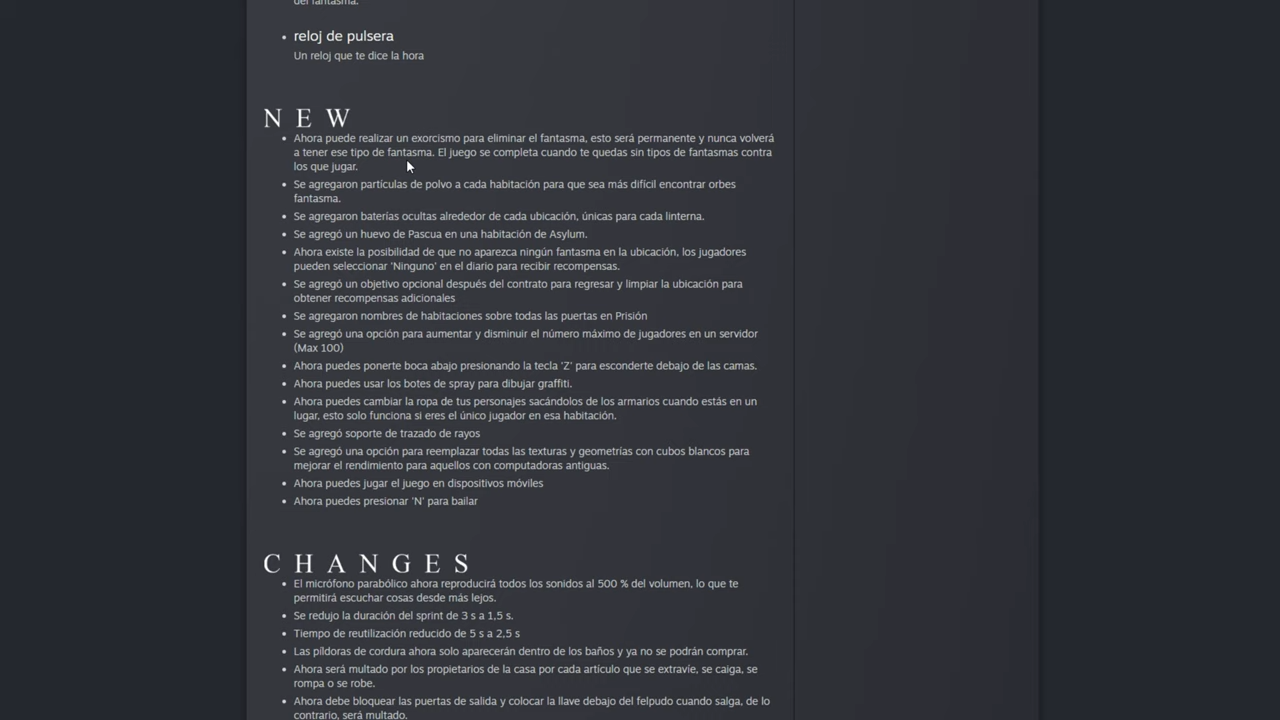 del fantasma.
reloj de pulsera
Un reloj que te dice la hora
NEW
Ahora puede realizar un exorcismo para eliminar el fantasma, esto será permanente y nunca volverá
a tener ese tipo de fantasma. El juego se completa cuando te quedas sin tipos de fantasmas contra
los que jugar.
Se agregaron partículas de polvo a cada habitación para que sea más difícil encontrar orbes
fantasma.
Se agregaron baterías ocultas alrededor de cada ubicación, únicas para cada linterna.
Se agregó un huevo de Pascua en una habitación de Asylum.
Ahora existe la posibilidad de que no aparezca ningún fantasma en la ubicación, los jugadores
pueden seleccionar 'Ninguno' en el diario para recibir recompensas.
Se agregó un objetivo opcional después del contrato para regresar y limpiar la ubicación para
obtener recompensas adicionales
Se agregaron nombres de habitaciones sobre todas las puertas en Prisión
Se agregó una opción para aumentar y disminuir el número máximo de jugadores en un servidor
(Max 100)
Ahora puedes ponerte boca abajo presionando la tecla 'Z' para esconderte debajo de las camas.
Ahora puedes usar los botes de spray para dibujar graffiti.
Ahora puedes cambiar la ropa de tus personajes sacándolos de los armarios cuando estás en un
lugar, esto solo funciona si eres el único jugador en esa habitación.
Se agregó soporte de trazado de rayos
Se agregó una opción para reemplazar todas las texturas y geometrías con cubos blancos para
mejorar el rendimiento para aquellos con computadoras antiguas.
Ahora puedes jugar el juego en dispositivos móviles
Ahora puedes presionar 'N' para bailar
CHANGES
El micrófono parabólico ahora reproducirá todos los sonidos al 500 % del volumen, lo que te
permitirá escuchar cosas desde más lejos.
Se redujo la duración del sprint de 3 s a 1,5 s.
Tiempo de reutilización reducido de 5 s a 2,5 s
Las píldoras de cordura ahora solo aparecerán dentro de los baños y ya no se podrán comprar.
Ahora será multado por los propietarios de la casa por cada artículo que se extravíe, se caiga, se
rompa o se robe.
Ahora debe bloquear las puertas de salida y colocar la llave debajo del felpudo cuando salga, de lo
contrario, será multado.